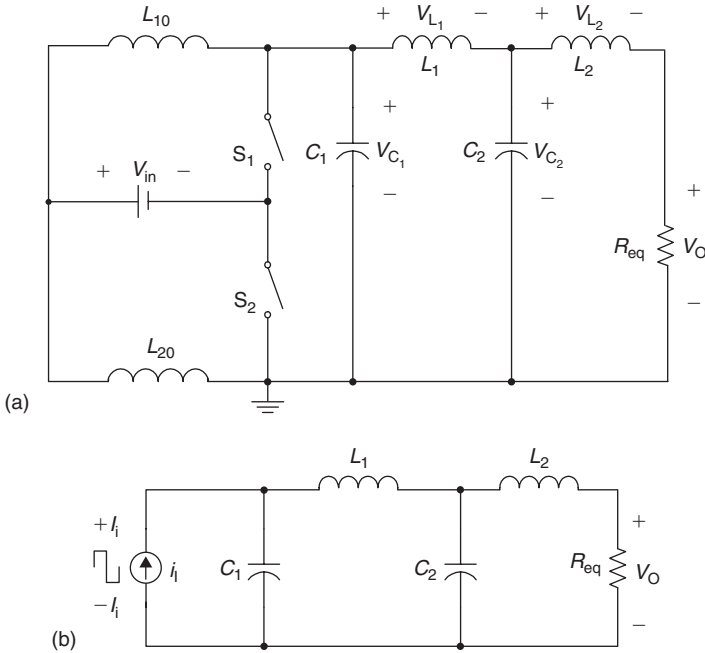 L10
+ VL1 −
+ VL2 −
L1
L2
S1
C1
+
VC1
−
C2
+
VC2
−
+ Vin −
+
Req
VO
−
S2
L20
(a)
L1
L2
+Ii
−Ii
iI
C1
C2
Req
+
VO
−
(b)